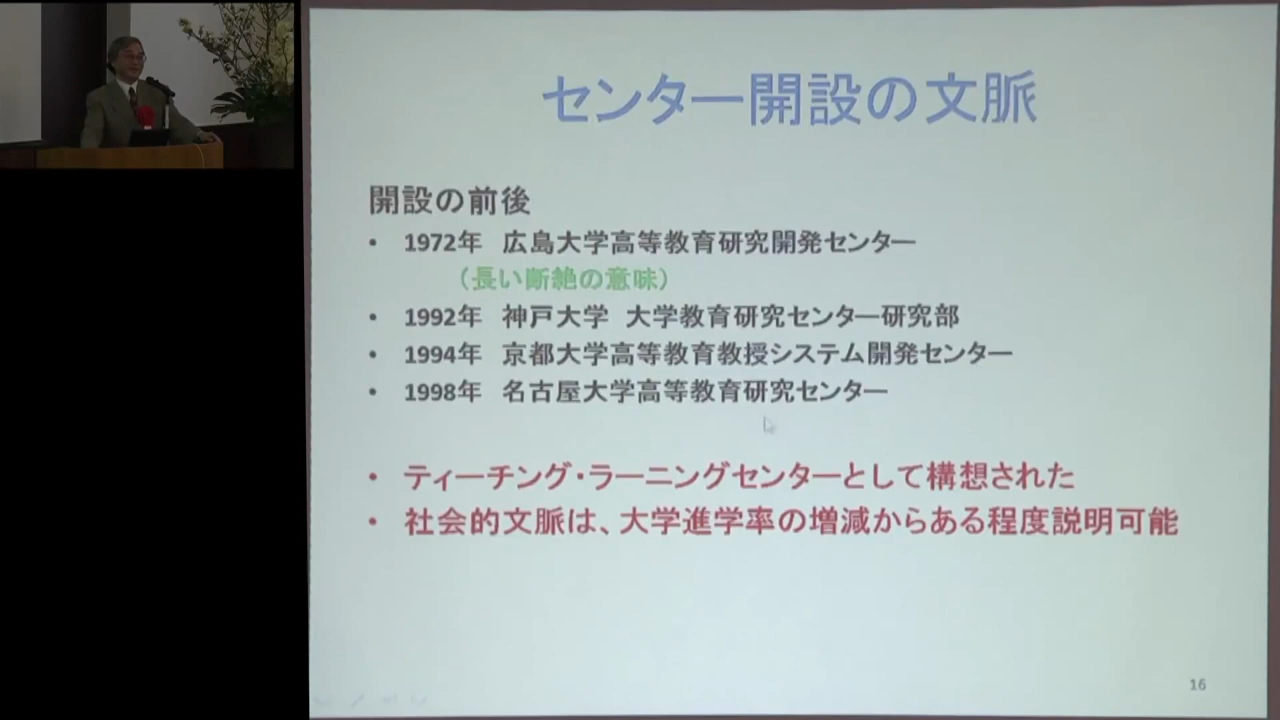 センター開設の文脈
開設の前後
• 1972年 広島大学高等教育研究開発センター
(長い断絶の意味)
• 1992年 神戸大学 大学教育研究センター研究部
• 1994年 京都大学高等教育教授システム開発センター
• 1998年 名古屋大学高等教育研究センター
• ティーチング・ラーニングセンターとして構想された
• 社会的文脈は、大学進学率の増減からある程度説明可能
16